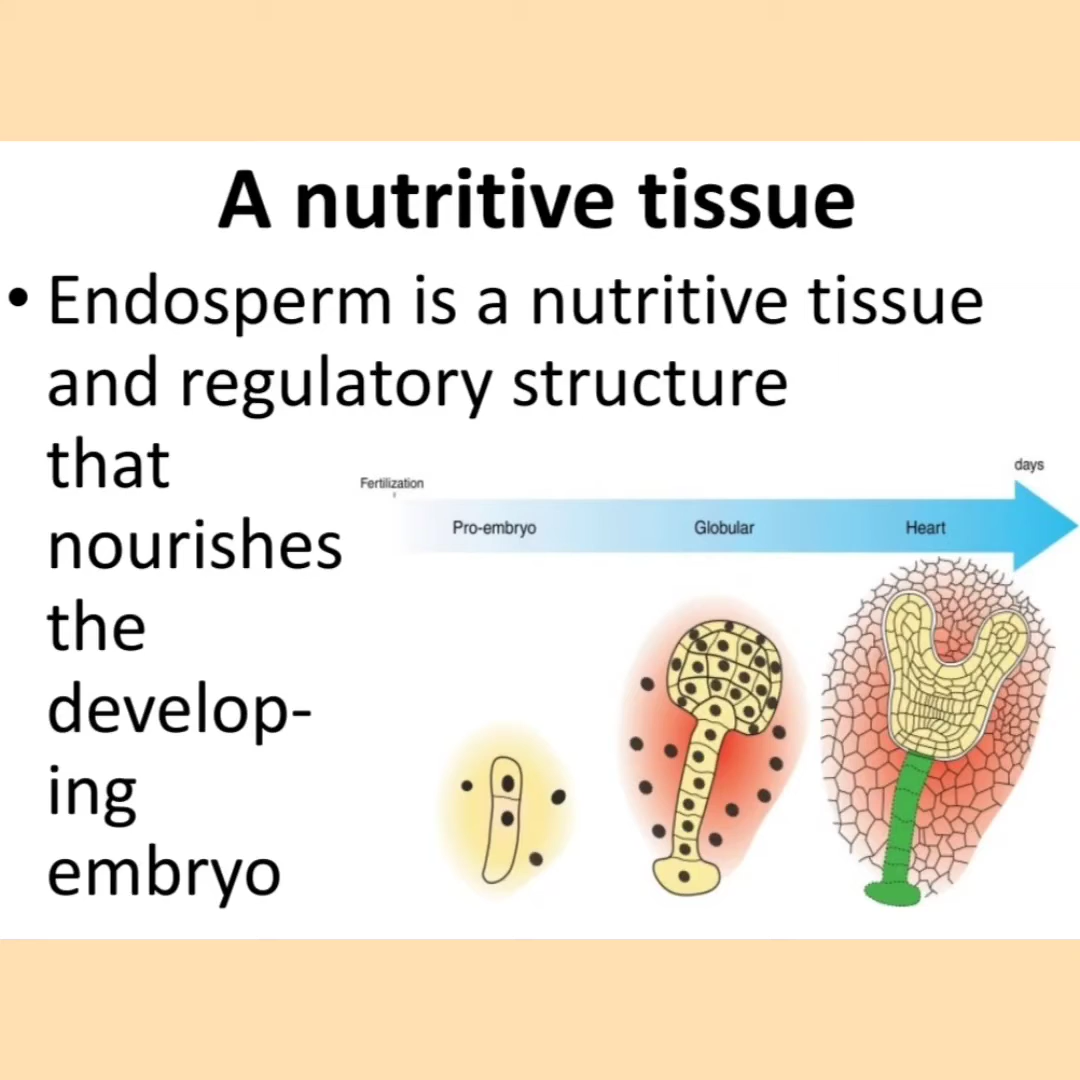 A nutritive tissue
• Endosperm is a nutritive tissue
and regulatory structure
that
nourishes
the
develop-
ing
embryo
days
Fertilization
Pro-embryo Globular Heart